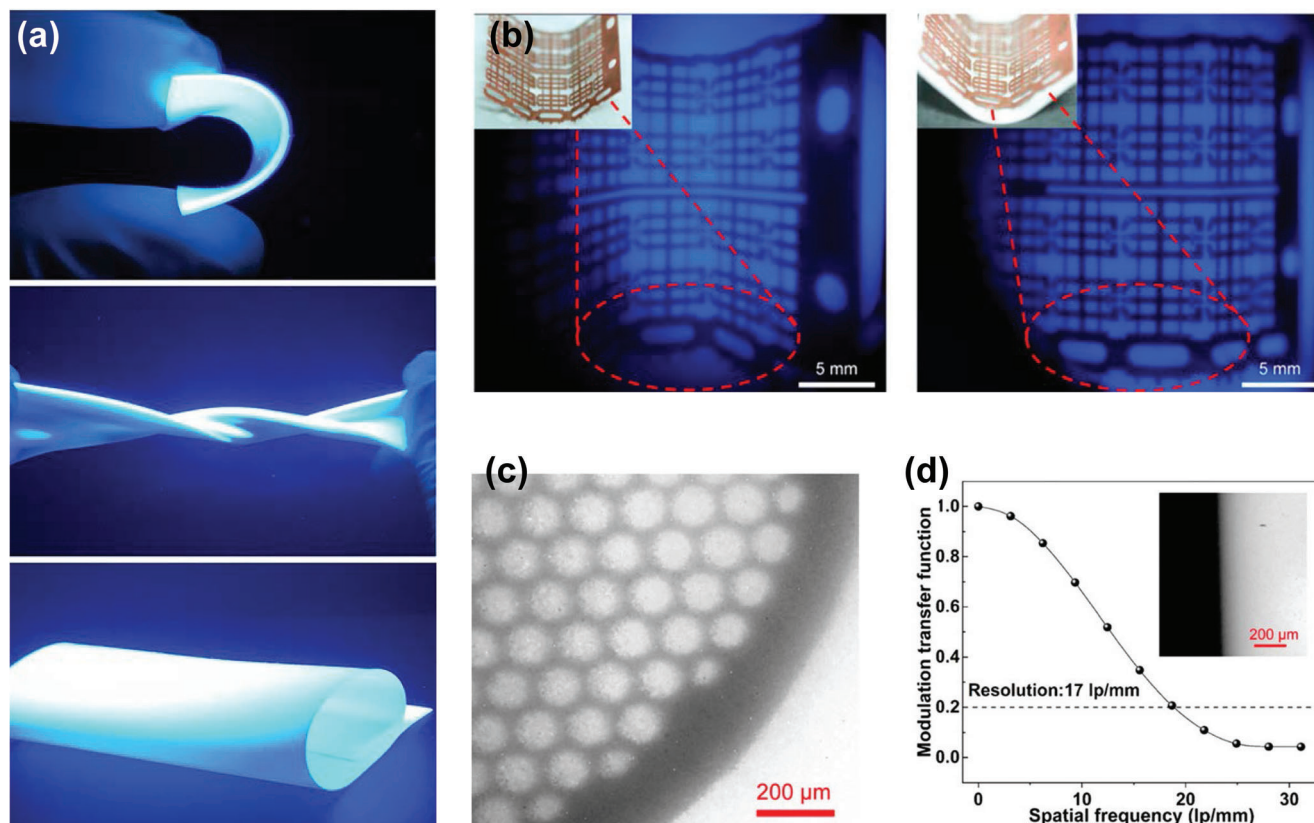 (a)
(b)
5 mm
5 mm
(c)
200 µm
(d)
Modulation transfer function
1.0
0.8
0.6
0.4
0.2
0.0
Resolution:17 lp/mm
200 µm
0
10
20
30
Spatial frequency (lp/mm)